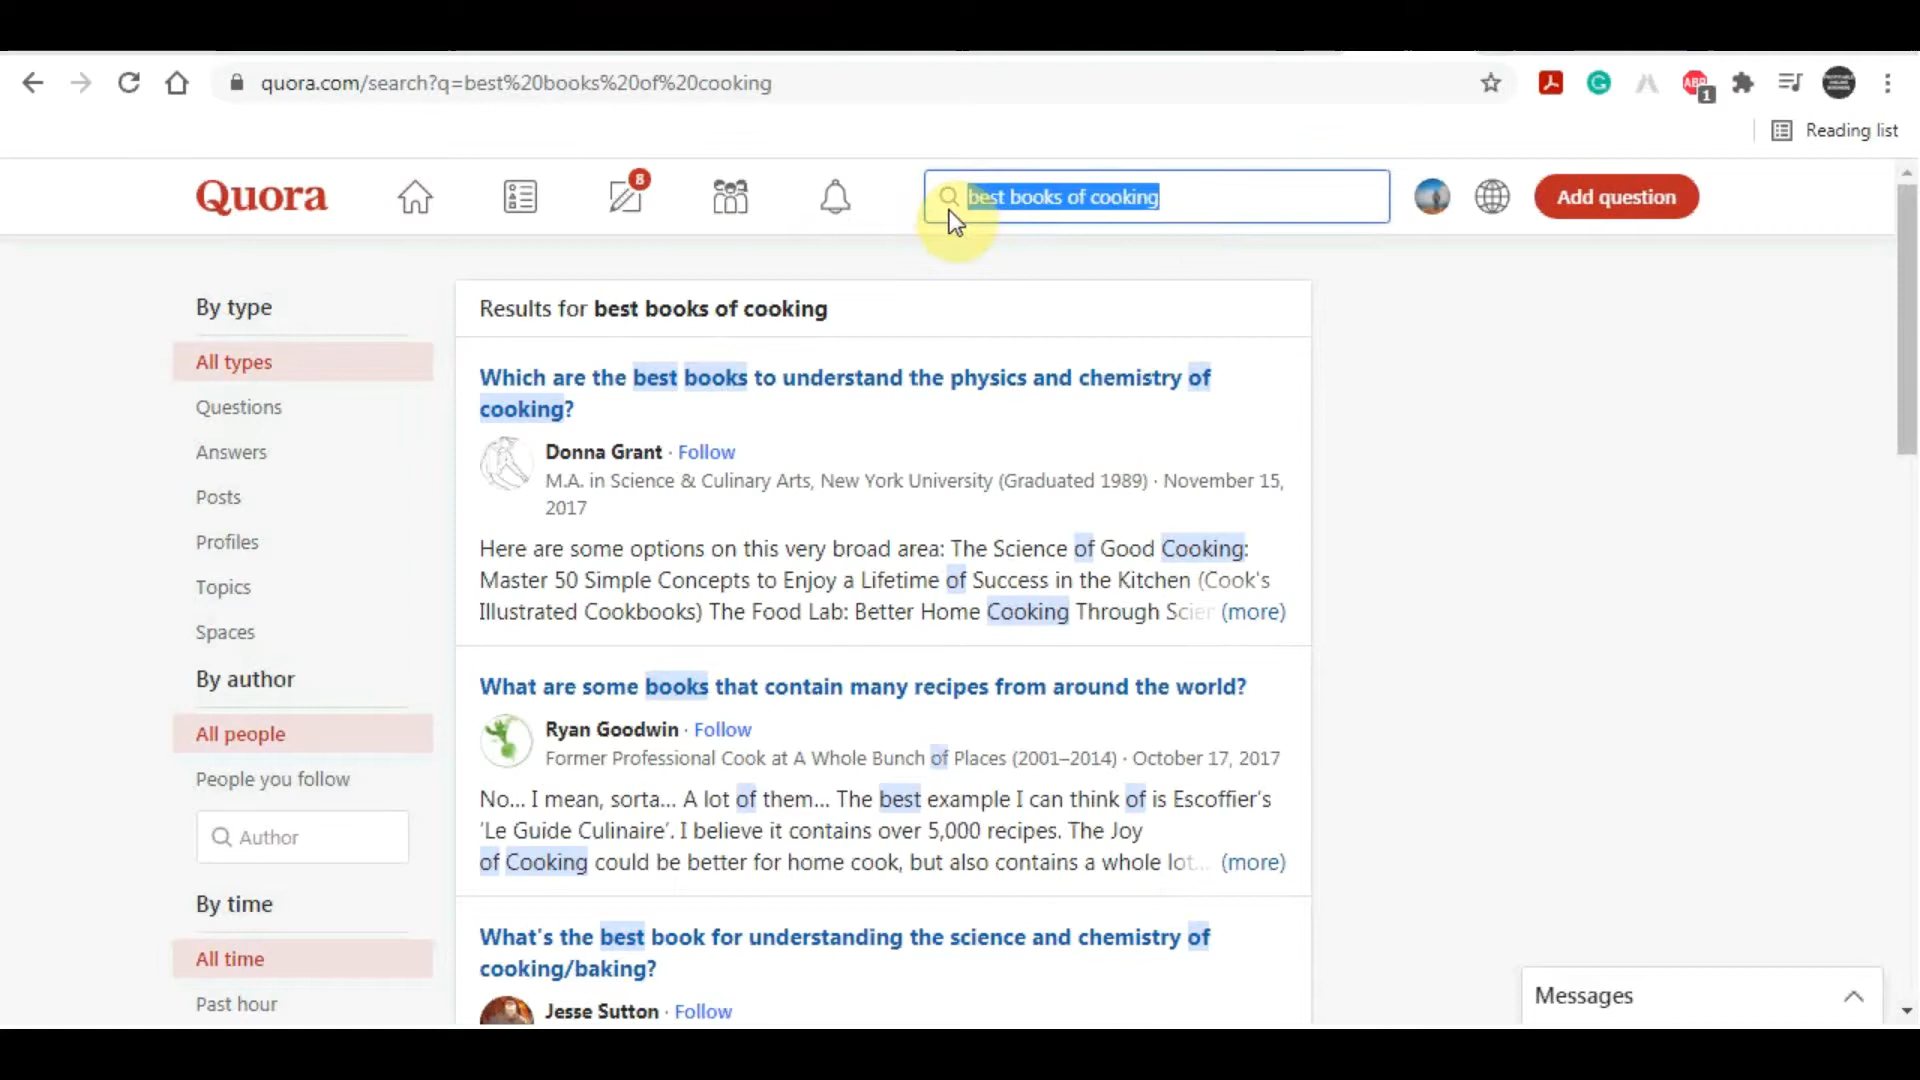 quora.com/search?q=best%20books%20of%20cooking
ABP
1
Reading list
Quora
8
best books of cooking
Add question
By type
All types
Questions
Answers
Posts
Profiles
Topics
Spaces
By author
All people
People you follow
Author
By time
All time
Past hour
Results for best books of cooking
Which are the best books to understand the physics and chemistry of
cooking?
Donna Grant · Follow
M.A. in Science & Culinary Arts, New York University (Graduated 1989) · November 15,
2017
Here are some options on this very broad area: The Science of Good Cooking:
Master 50 Simple Concepts to Enjoy a Lifetime of Success in the Kitchen (Cook's
Illustrated Cookbooks) The Food Lab: Better Home Cooking Through Scier (more)
What are some books that contain many recipes from around the world?
Ryan Goodwin · Follow
Former Professional Cook at A Whole Bunch of Places (2001–2014) · October 17, 2017
No... I mean, sorta... A lot of them... The best example I can think of is Escoffier's
'Le Guide Culinaire'. I believe it contains over 5,000 recipes. The Joy
of Cooking could be better for home cook, but also contains a whole lot... (more)
What's the best book for understanding the science and chemistry of
cooking/baking?
Jesse Sutton · Follow
Messages